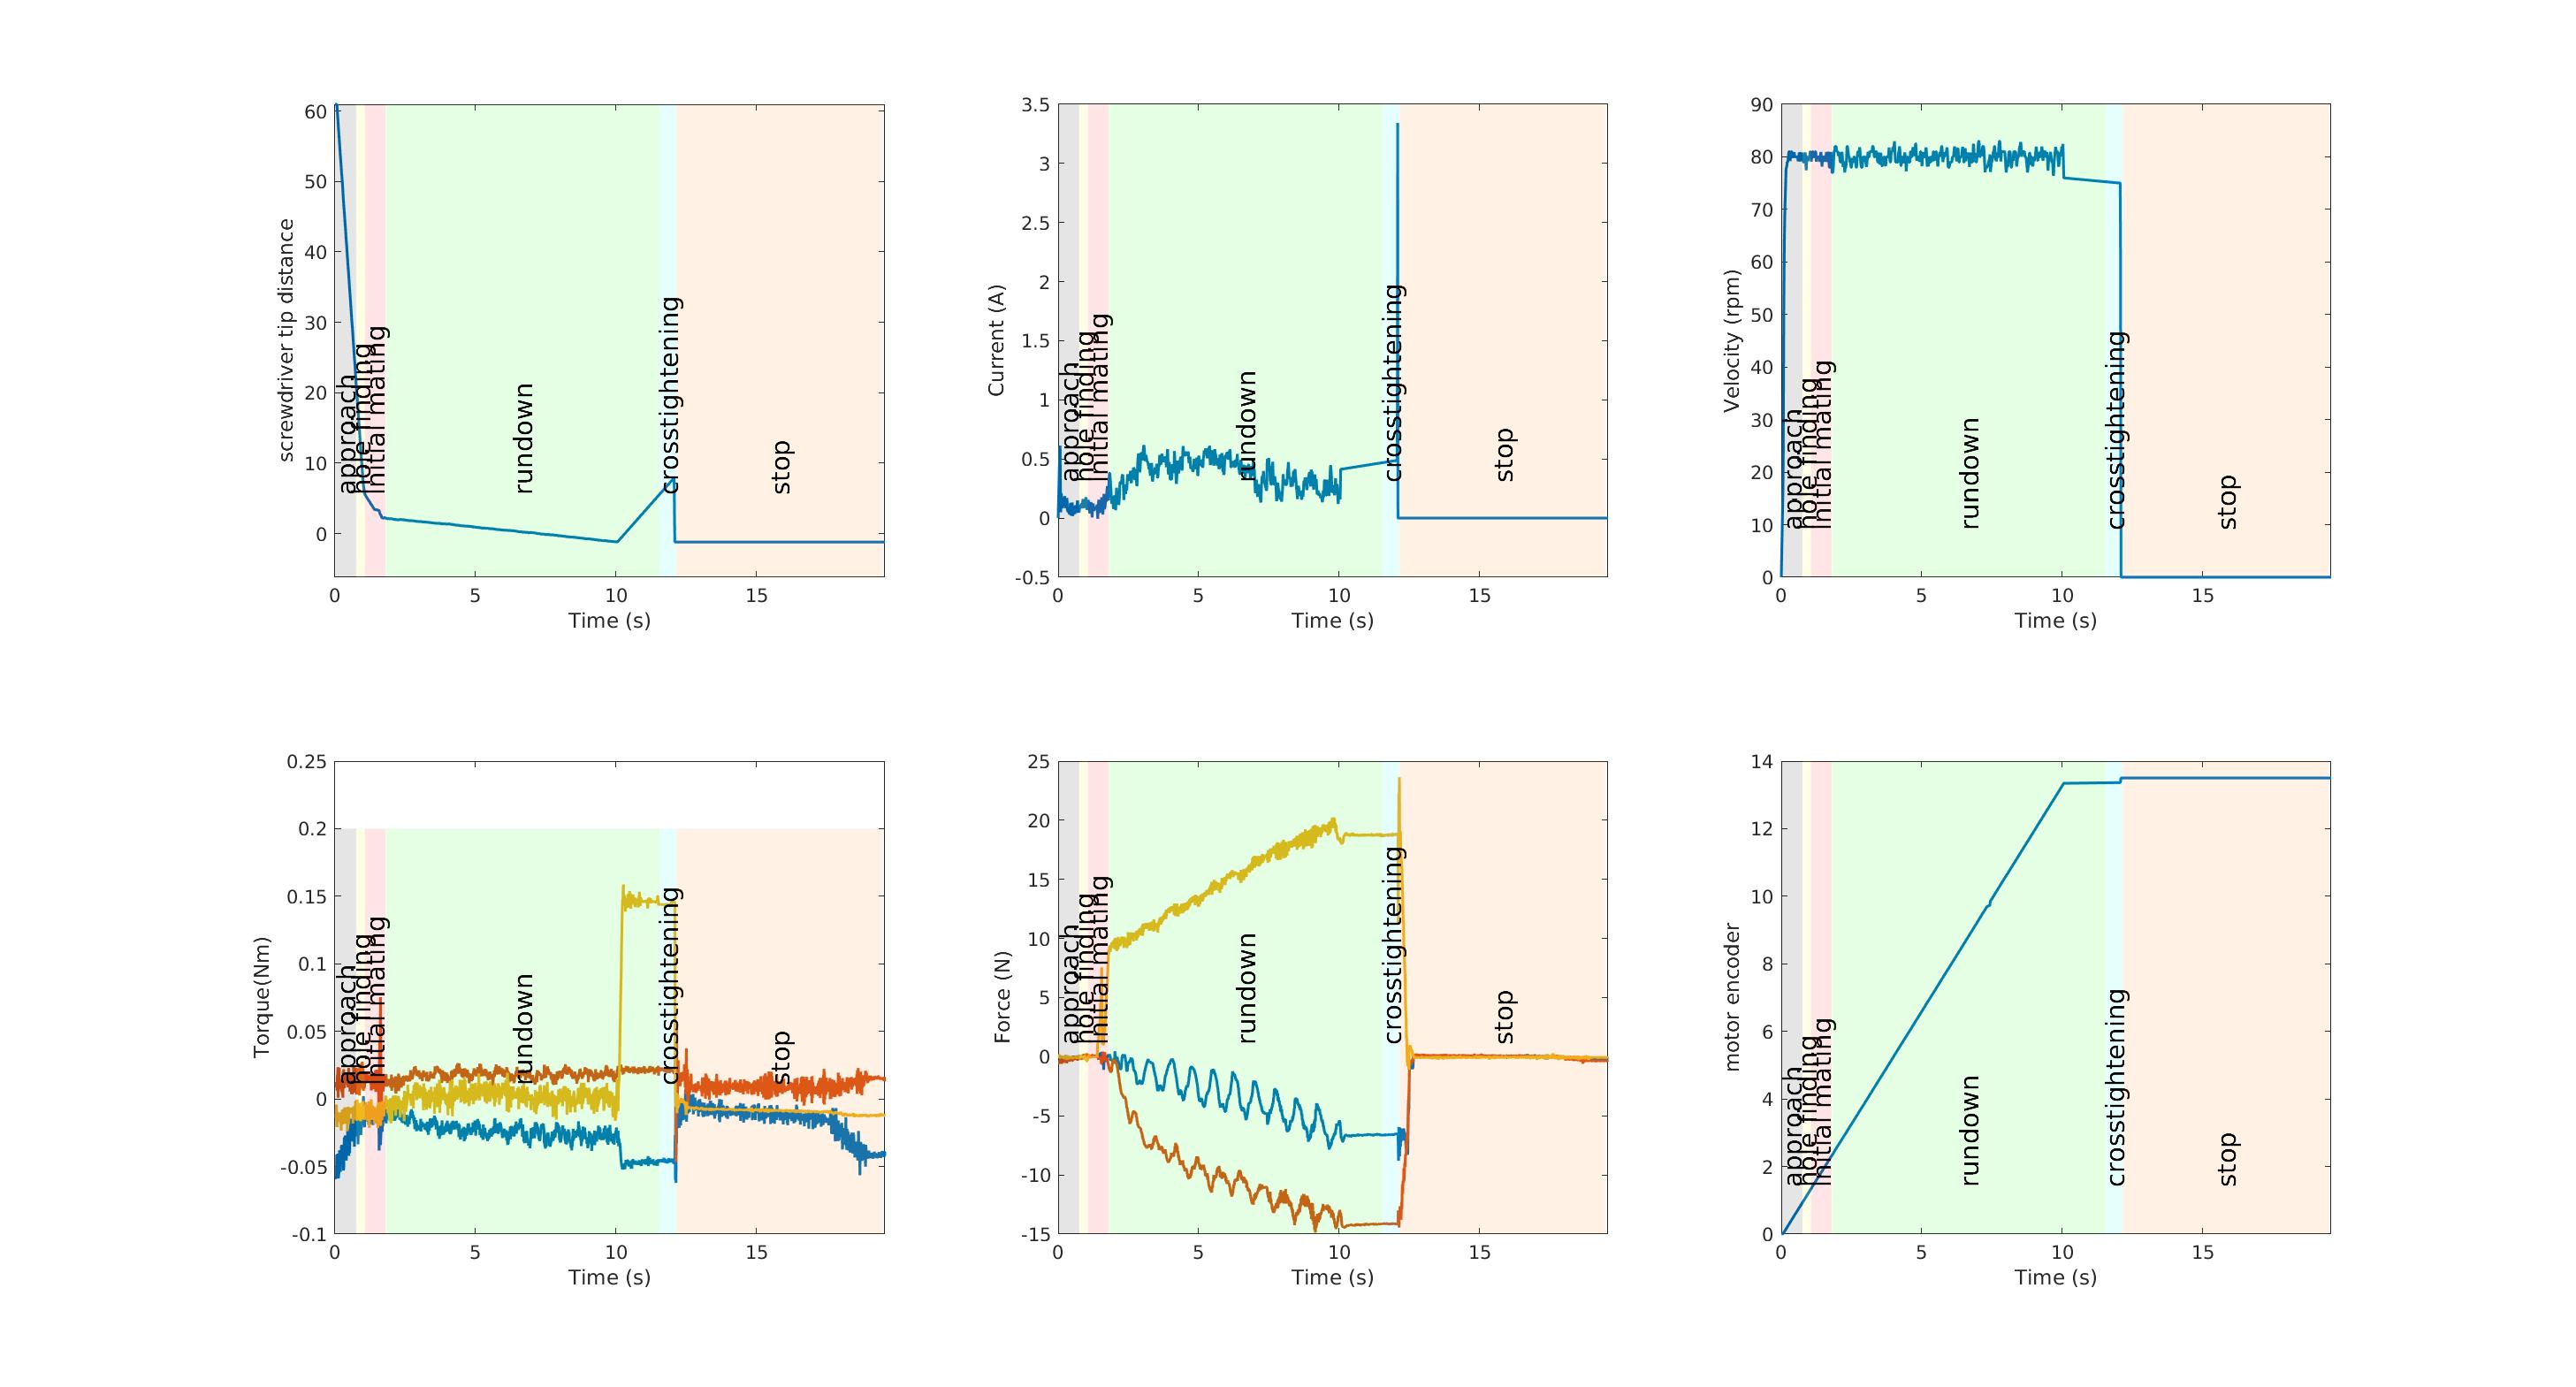 60
50
40
30
20
10
0
screwdriver tip distance
approach
hole finding
initial mating
rundown
crosstightening
stop
0 5 10 15
Time (s)
3.5
3
2.5
2
1.5
1
0.5
0
-0.5
Current (A)
approach
hole finding
initial mating
rundown
crosstightening
stop
0 5 10 15
Time (s)
90
80
70
60
50
40
30
20
10
0
Velocity (rpm)
approach
hole finding
initial mating
rundown
crosstightening
stop
0 5 10 15
Time (s)
0.25
0.2
0.15
0.1
0.05
0
-0.05
-0.1
Torque(Nm)
approach
hole finding
initial mating
rundown
crosstightening
stop
0 5 10 15
Time (s)
25
20
15
10
5
0
-5
-10
-15
Force (N)
approach
hole finding
initial mating
rundown
crosstightening
stop
0 5 10 15
Time (s)
14
12
10
8
6
4
2
0
motor encoder
approach
hole finding
initial mating
rundown
crosstightening
stop
0 5 10 15
Time (s)